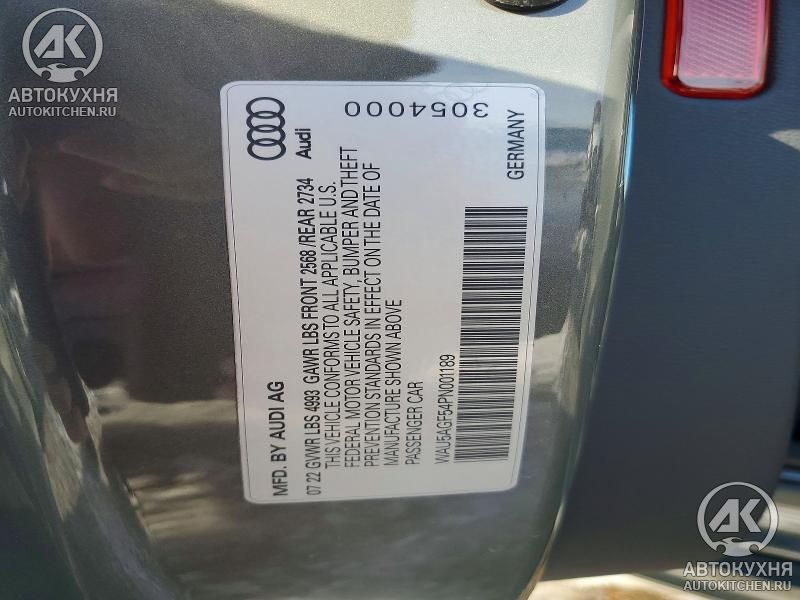 AK
АВТОКУХНЯ
AUTOKITCHEN.RU
MFD. BY AUDI AG
Audi
3054000
07 22 GVWR LBS 4993 GAWR LBS FRONT 2568 /REAR 2734
THIS VEHICLE CONFORMS TO ALL APPLICABLE U.S.
FEDERAL MOTOR VEHICLE SAFETY, BUMPER AND THEFT
PREVENTION STANDARDS IN EFFECT ON THE DATE OF
MANUFACTURE SHOWN ABOVE
PASSENGER CAR
WAU5AGF54PN001189
GERMANY
AK
АВТОКУХНЯ
AUTOKITCHEN.RU